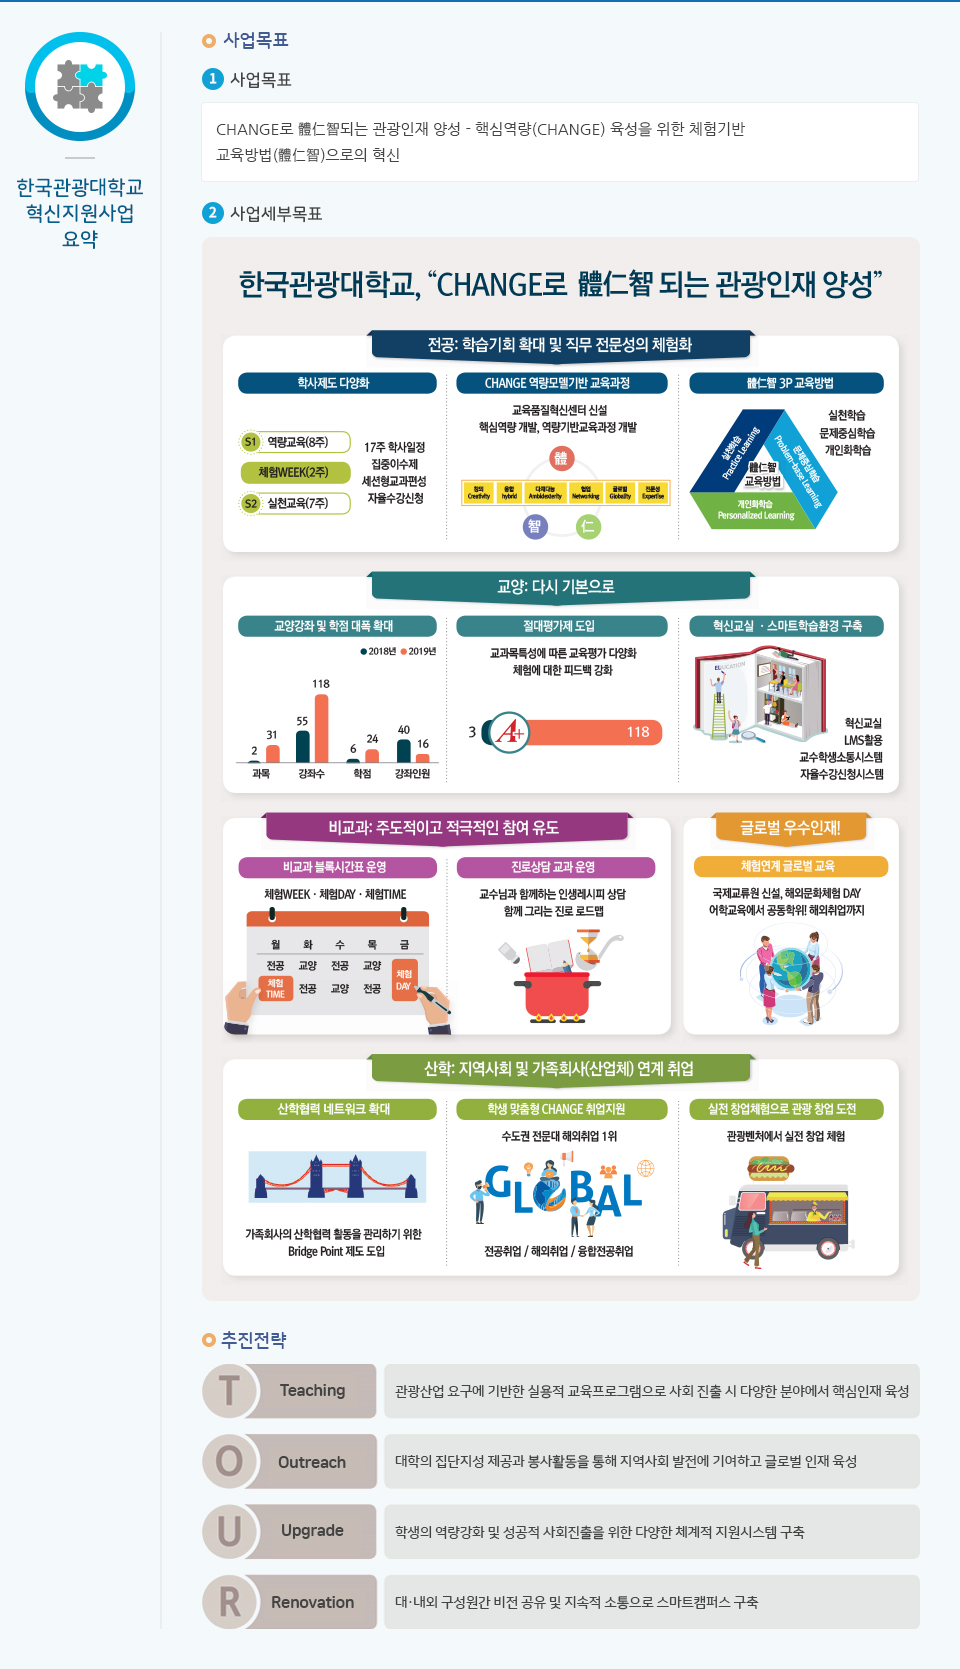 한국관광대학교
혁신지원사업
요약
사업목표
1 사업목표
CHANGE로 體仁智되는 관광인재 양성 - 핵심역량(CHANGE) 육성을 위한 체험기반
교육방법(體仁智)으로의 혁신
2 사업세부목표
한국관광대학교, “CHANGE로 體仁智 되는 관광인재 양성”
전공: 학습기회 확대 및 직무 전문성의 체험화
학사제도 다양화
S1 역량교육(8주)
체험WEEK(2주)
S2 실천교육(7주)
17주 학사일정
집중이수제
세션형교과편성
자율수강신청
CHANGE 역량모델기반 교육과정
교육품질혁신센터 신설
핵심역량 개발, 역량기반교육과정 개발
體
창의 융합 다재다능 협업 글로벌 전문성
Creativity hybrid Ambidexterity Networking Globality Expertise
智 仁
體仁智 3P 교육방법
실천학습
문제중심학습
개인화학습
실천학습
Practice Learning
문제중심학습
Problem-base Learning
體仁智
교육방법
개인화학습
Personalized Learning
교양: 다시 기본으로
교양강좌 및 학점 대폭 확대
2018년 2019년
2 31 55 118 6 24 40 16
과목 강좌수 학점 강좌인원
절대평가제 도입
교과목특성에 따른 교육평가 다양화
체험에 대한 피드백 강화
3 A+ 118
혁신교실 · 스마트학습환경 구축
EDUCATION
혁신교실
LMS활용
교수학생소통시스템
자율수강신청시스템
비교과: 주도적이고 적극적인 참여 유도
비교과 블록시간표 운영
체험WEEK · 체험DAY · 체험TIME
월 화 수 목 금
전공 교양 전공 교양
체험
TIME
전공 교양 전공
체험
DAY
진로상담 교과 운영
교수님과 함께하는 인생레시피 상담
함께 그리는 진로 로드맵
글로벌 우수인재!
체험연계 글로벌 교육
국제교류원 신설, 해외문화체험 DAY
어학교육에서 공동학위! 해외취업까지
산학: 지역사회 및 가족회사(산업체) 연계 취업
산학협력 네트워크 확대
가족회사의 산학협력 활동을 관리하기 위한
Bridge Point 제도 도입
학생 맞춤형 CHANGE 취업지원
수도권 전문대 해외취업 1위
GLOBAL
전공취업 / 해외취업 / 융합전공취업
실전 창업체험으로 관광 창업 도전
관광벤처에서 실전 창업 체험
추진전략
T Teaching 관광산업 요구에 기반한 실용적 교육프로그램으로 사회 진출 시 다양한 분야에서 핵심인재 육성
O Outreach 대학의 집단지성 제공과 봉사활동을 통해 지역사회 발전에 기여하고 글로벌 인재 육성
U Upgrade 학생의 역량강화 및 성공적 사회진출을 위한 다양한 체계적 지원시스템 구축
R Renovation 대·내외 구성원간 비전 공유 및 지속적 소통으로 스마트캠퍼스 구축